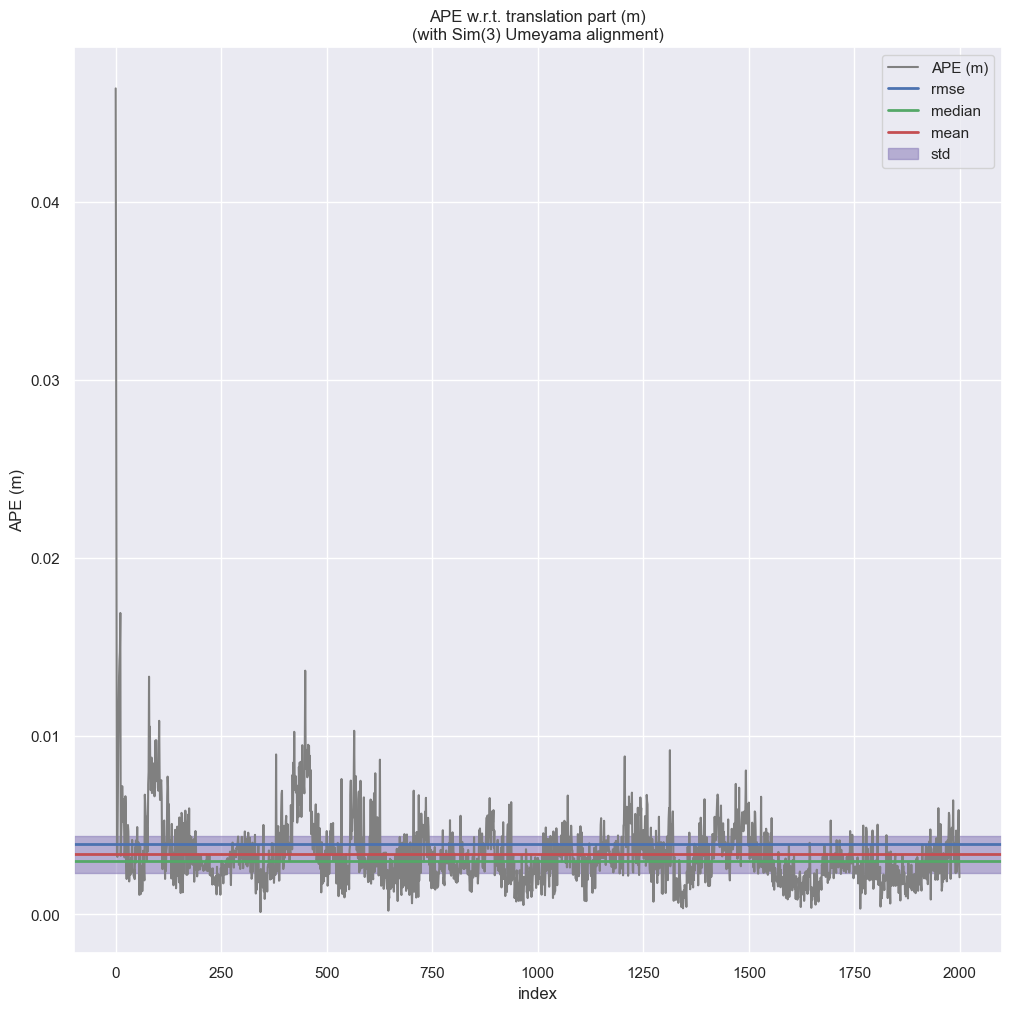 APE w.r.t. translation part (m)
(with Sim(3) Umeyama alignment)
APE (m)
rmse
median
mean
std
0.04
0.03
0.02
0.01
0.00
APE (m)
0 250 500 750 1000 1250 1500 1750 2000
index